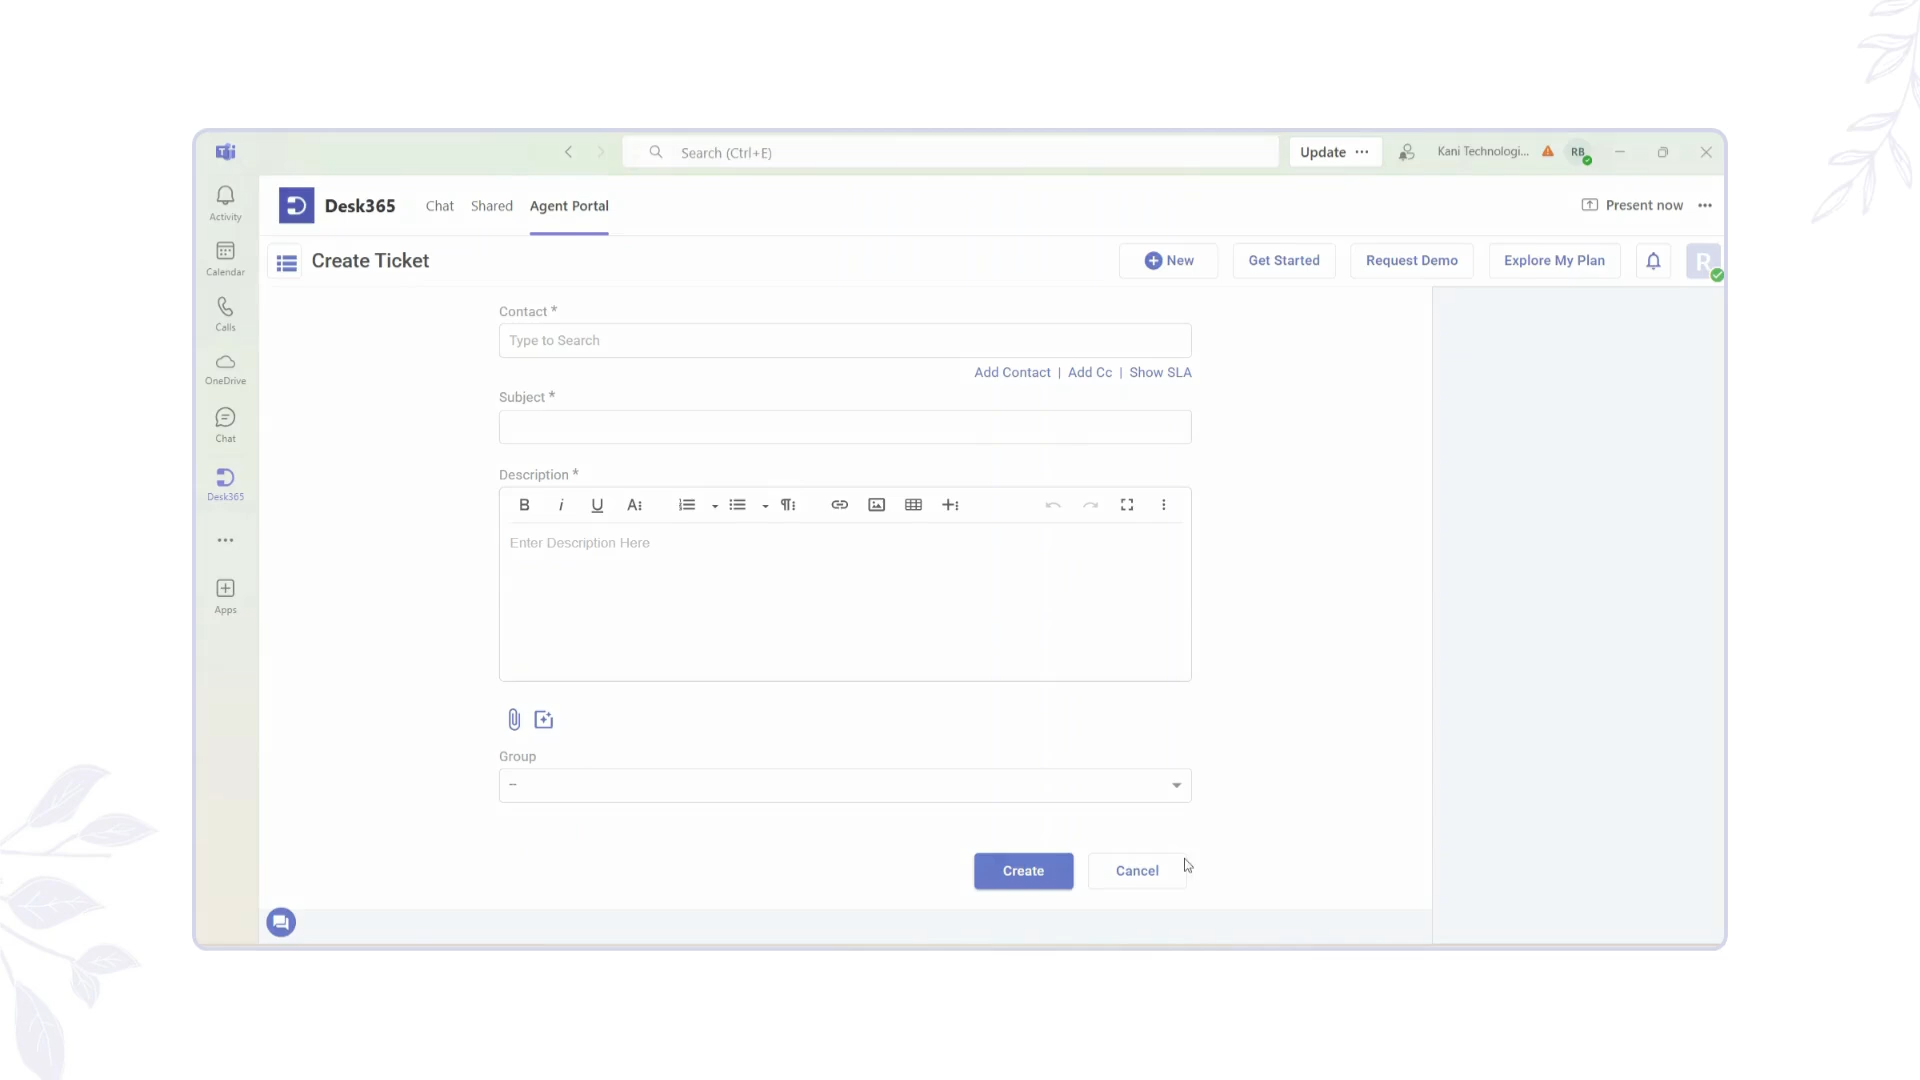 Search (Ctrl+E)
Update
Kani Technologi...
RB
Activity
Calendar
Calls
OneDrive
Chat
Desk365
Apps
Desk365
Chat
Shared
Agent Portal
Present now
Create Ticket
New
Get Started
Request Demo
Explore My Plan
R
Contact *
Type to Search
Add Contact | Add Cc | Show SLA
Subject *
Description *
B i U A
Enter Description Here
Group
--
Create
Cancel